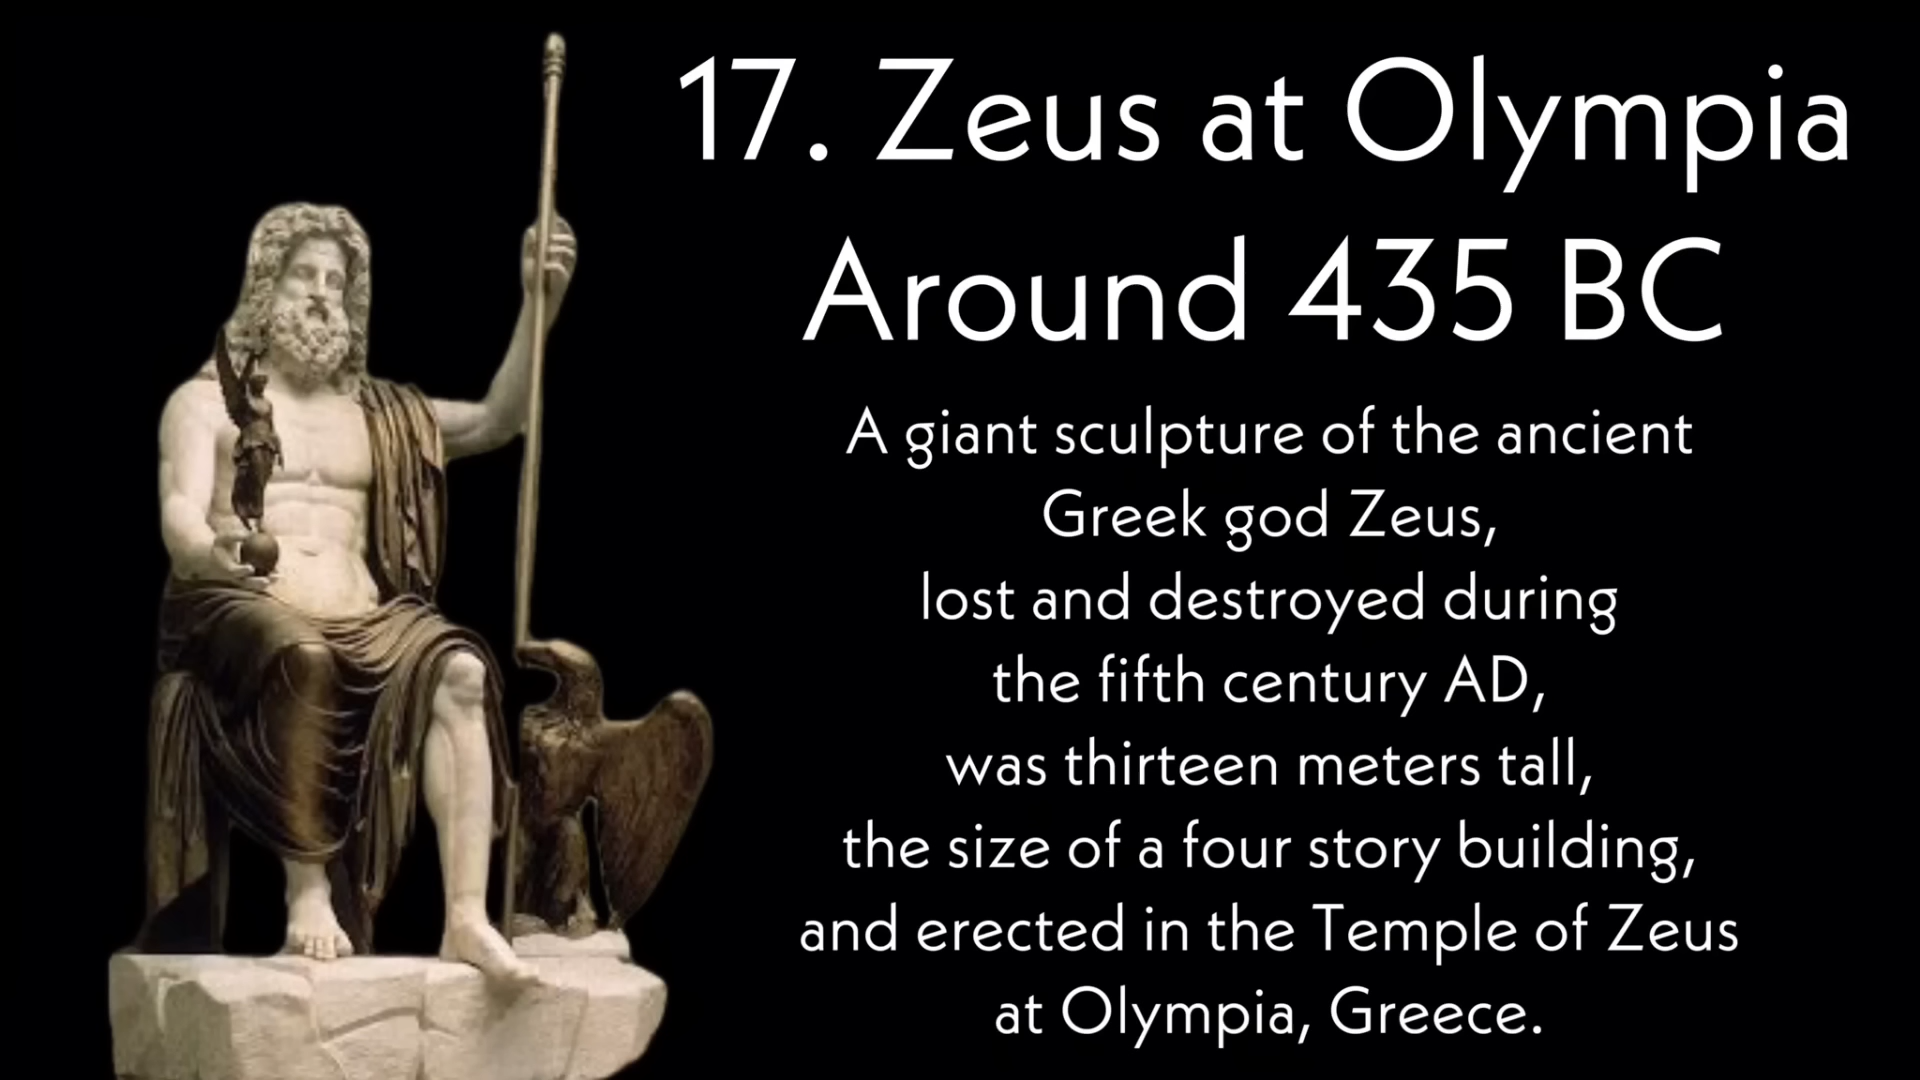 17. Zeus at Olympia
Around 435 BC
A giant sculpture of the ancient
Greek god Zeus,
lost and destroyed during
the fifth century AD,
was thirteen meters tall,
the size of a four story building,
and erected in the Temple of Zeus
at Olympia, Greece.